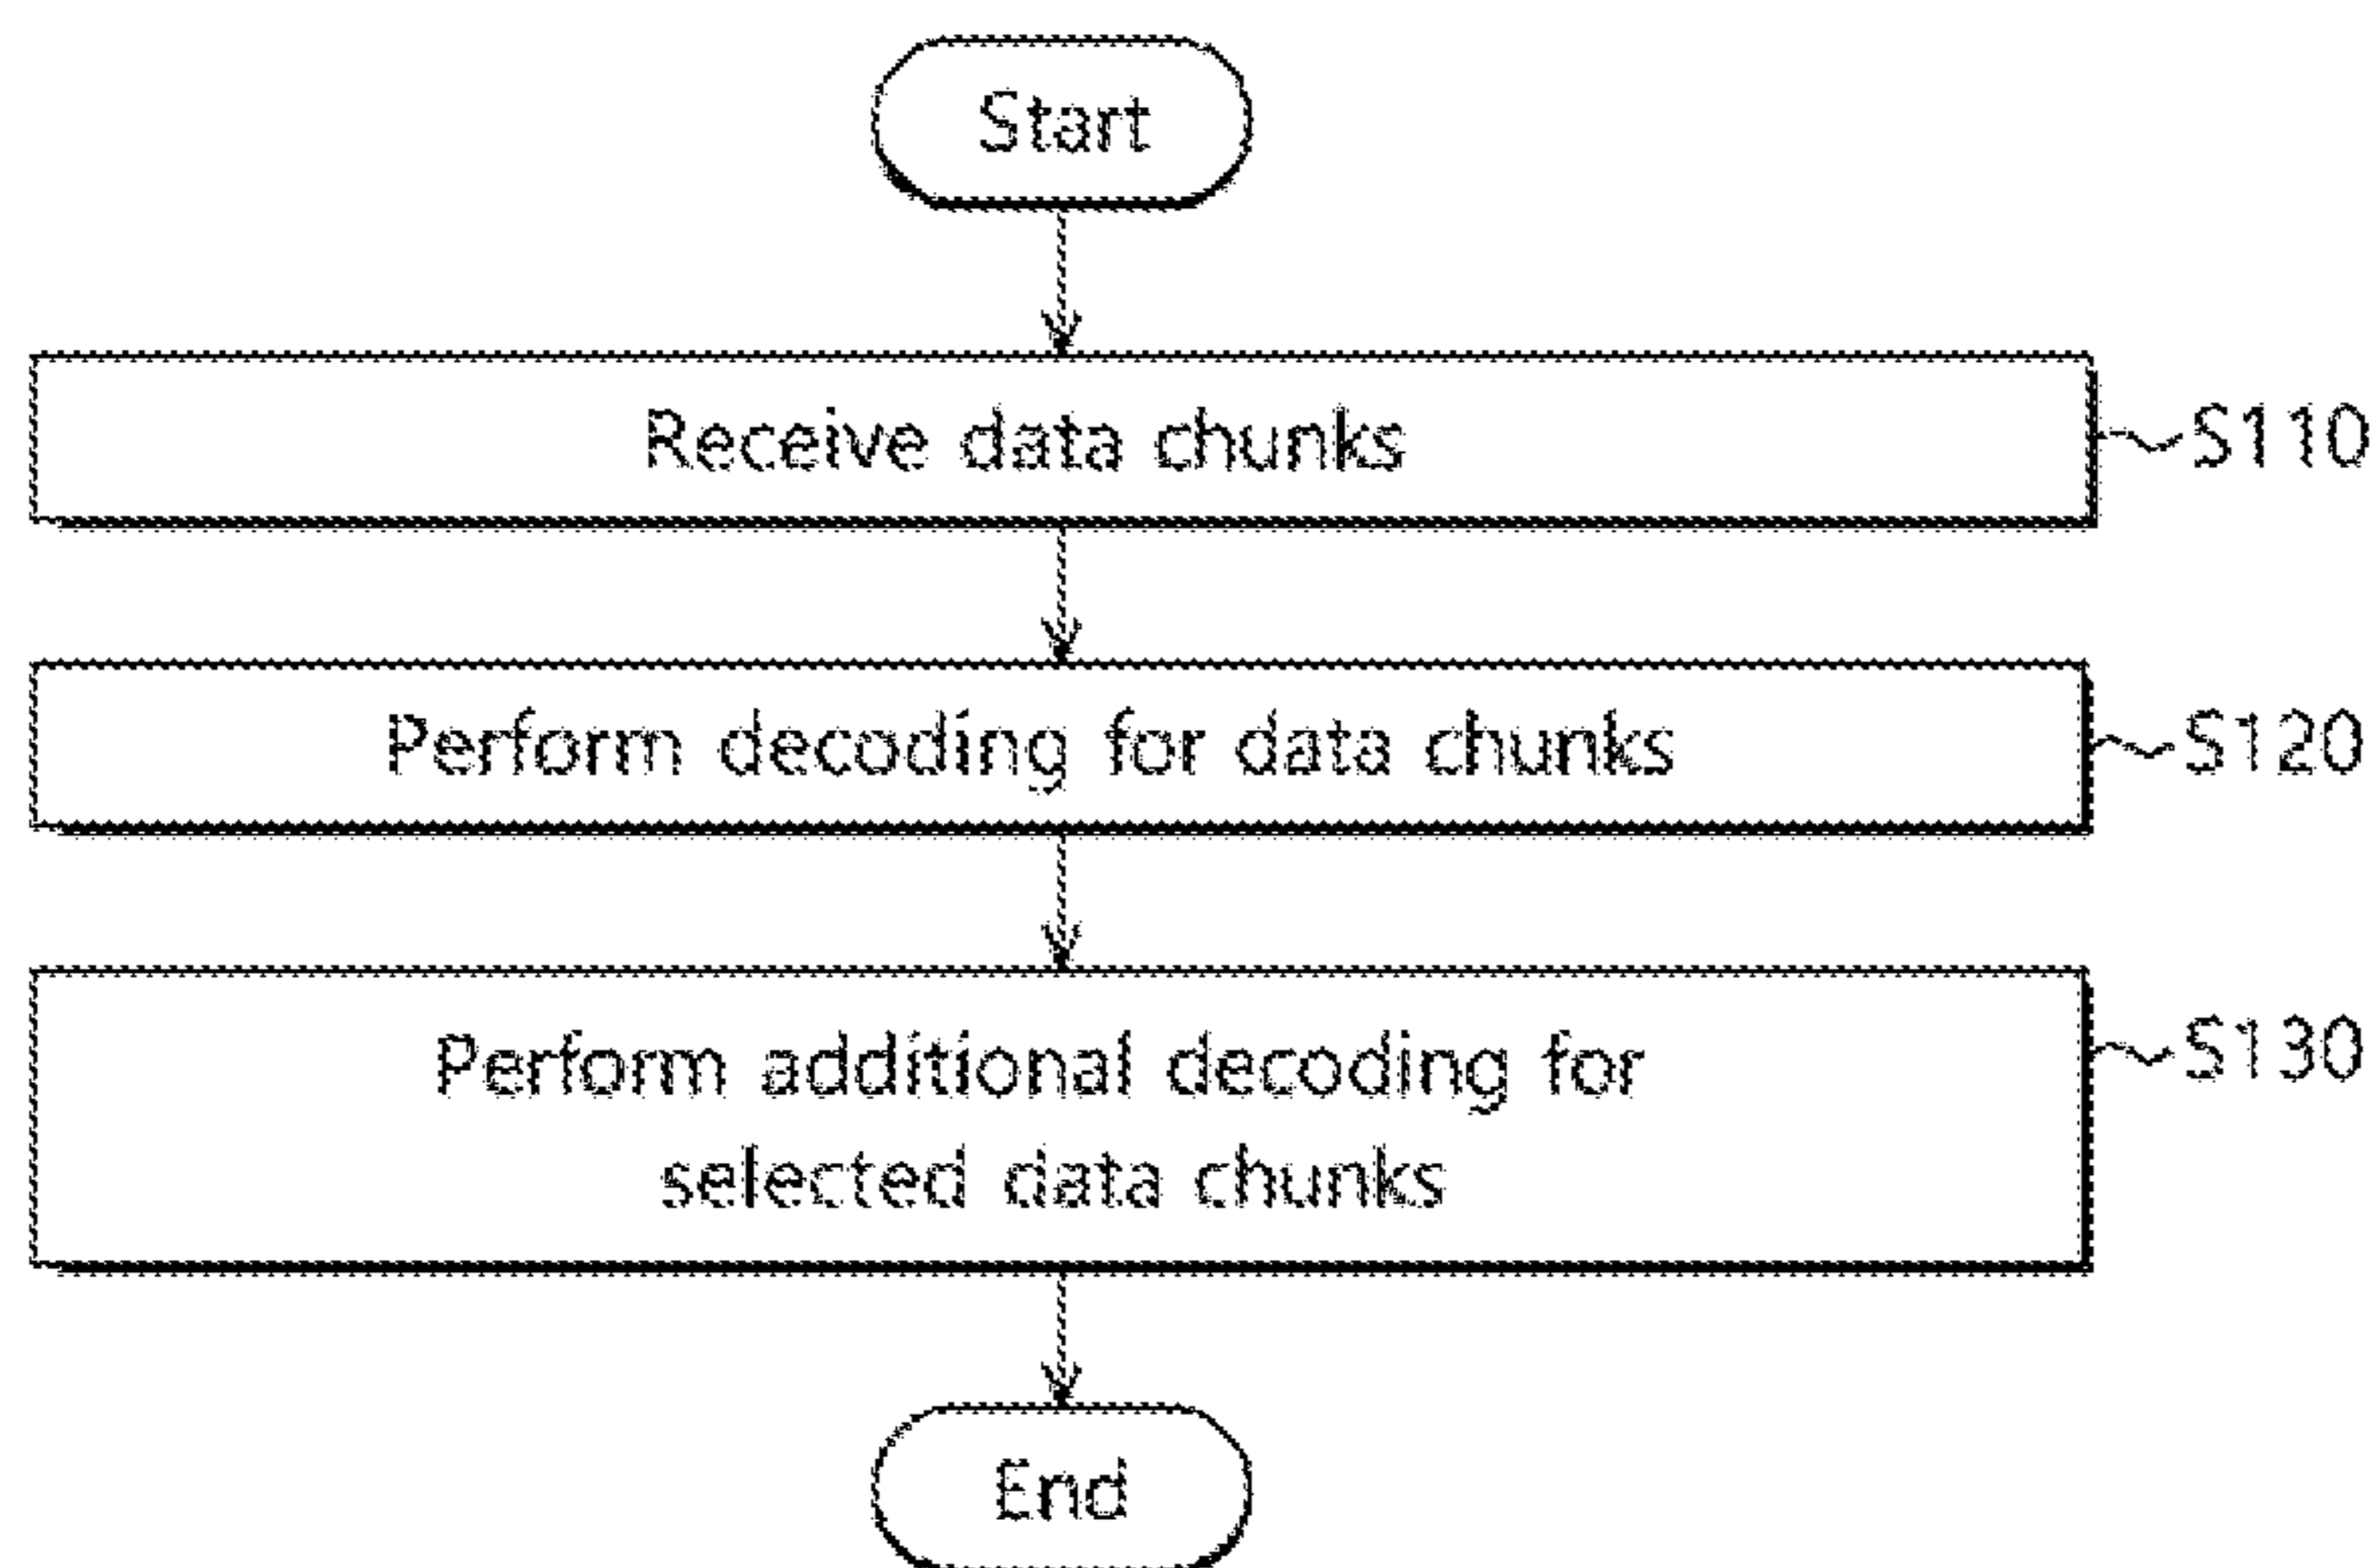 Start
Receive data chunks
S110
Perform decoding for data chunks
S120
Perform additional decoding for
S130
selected data chunks
End